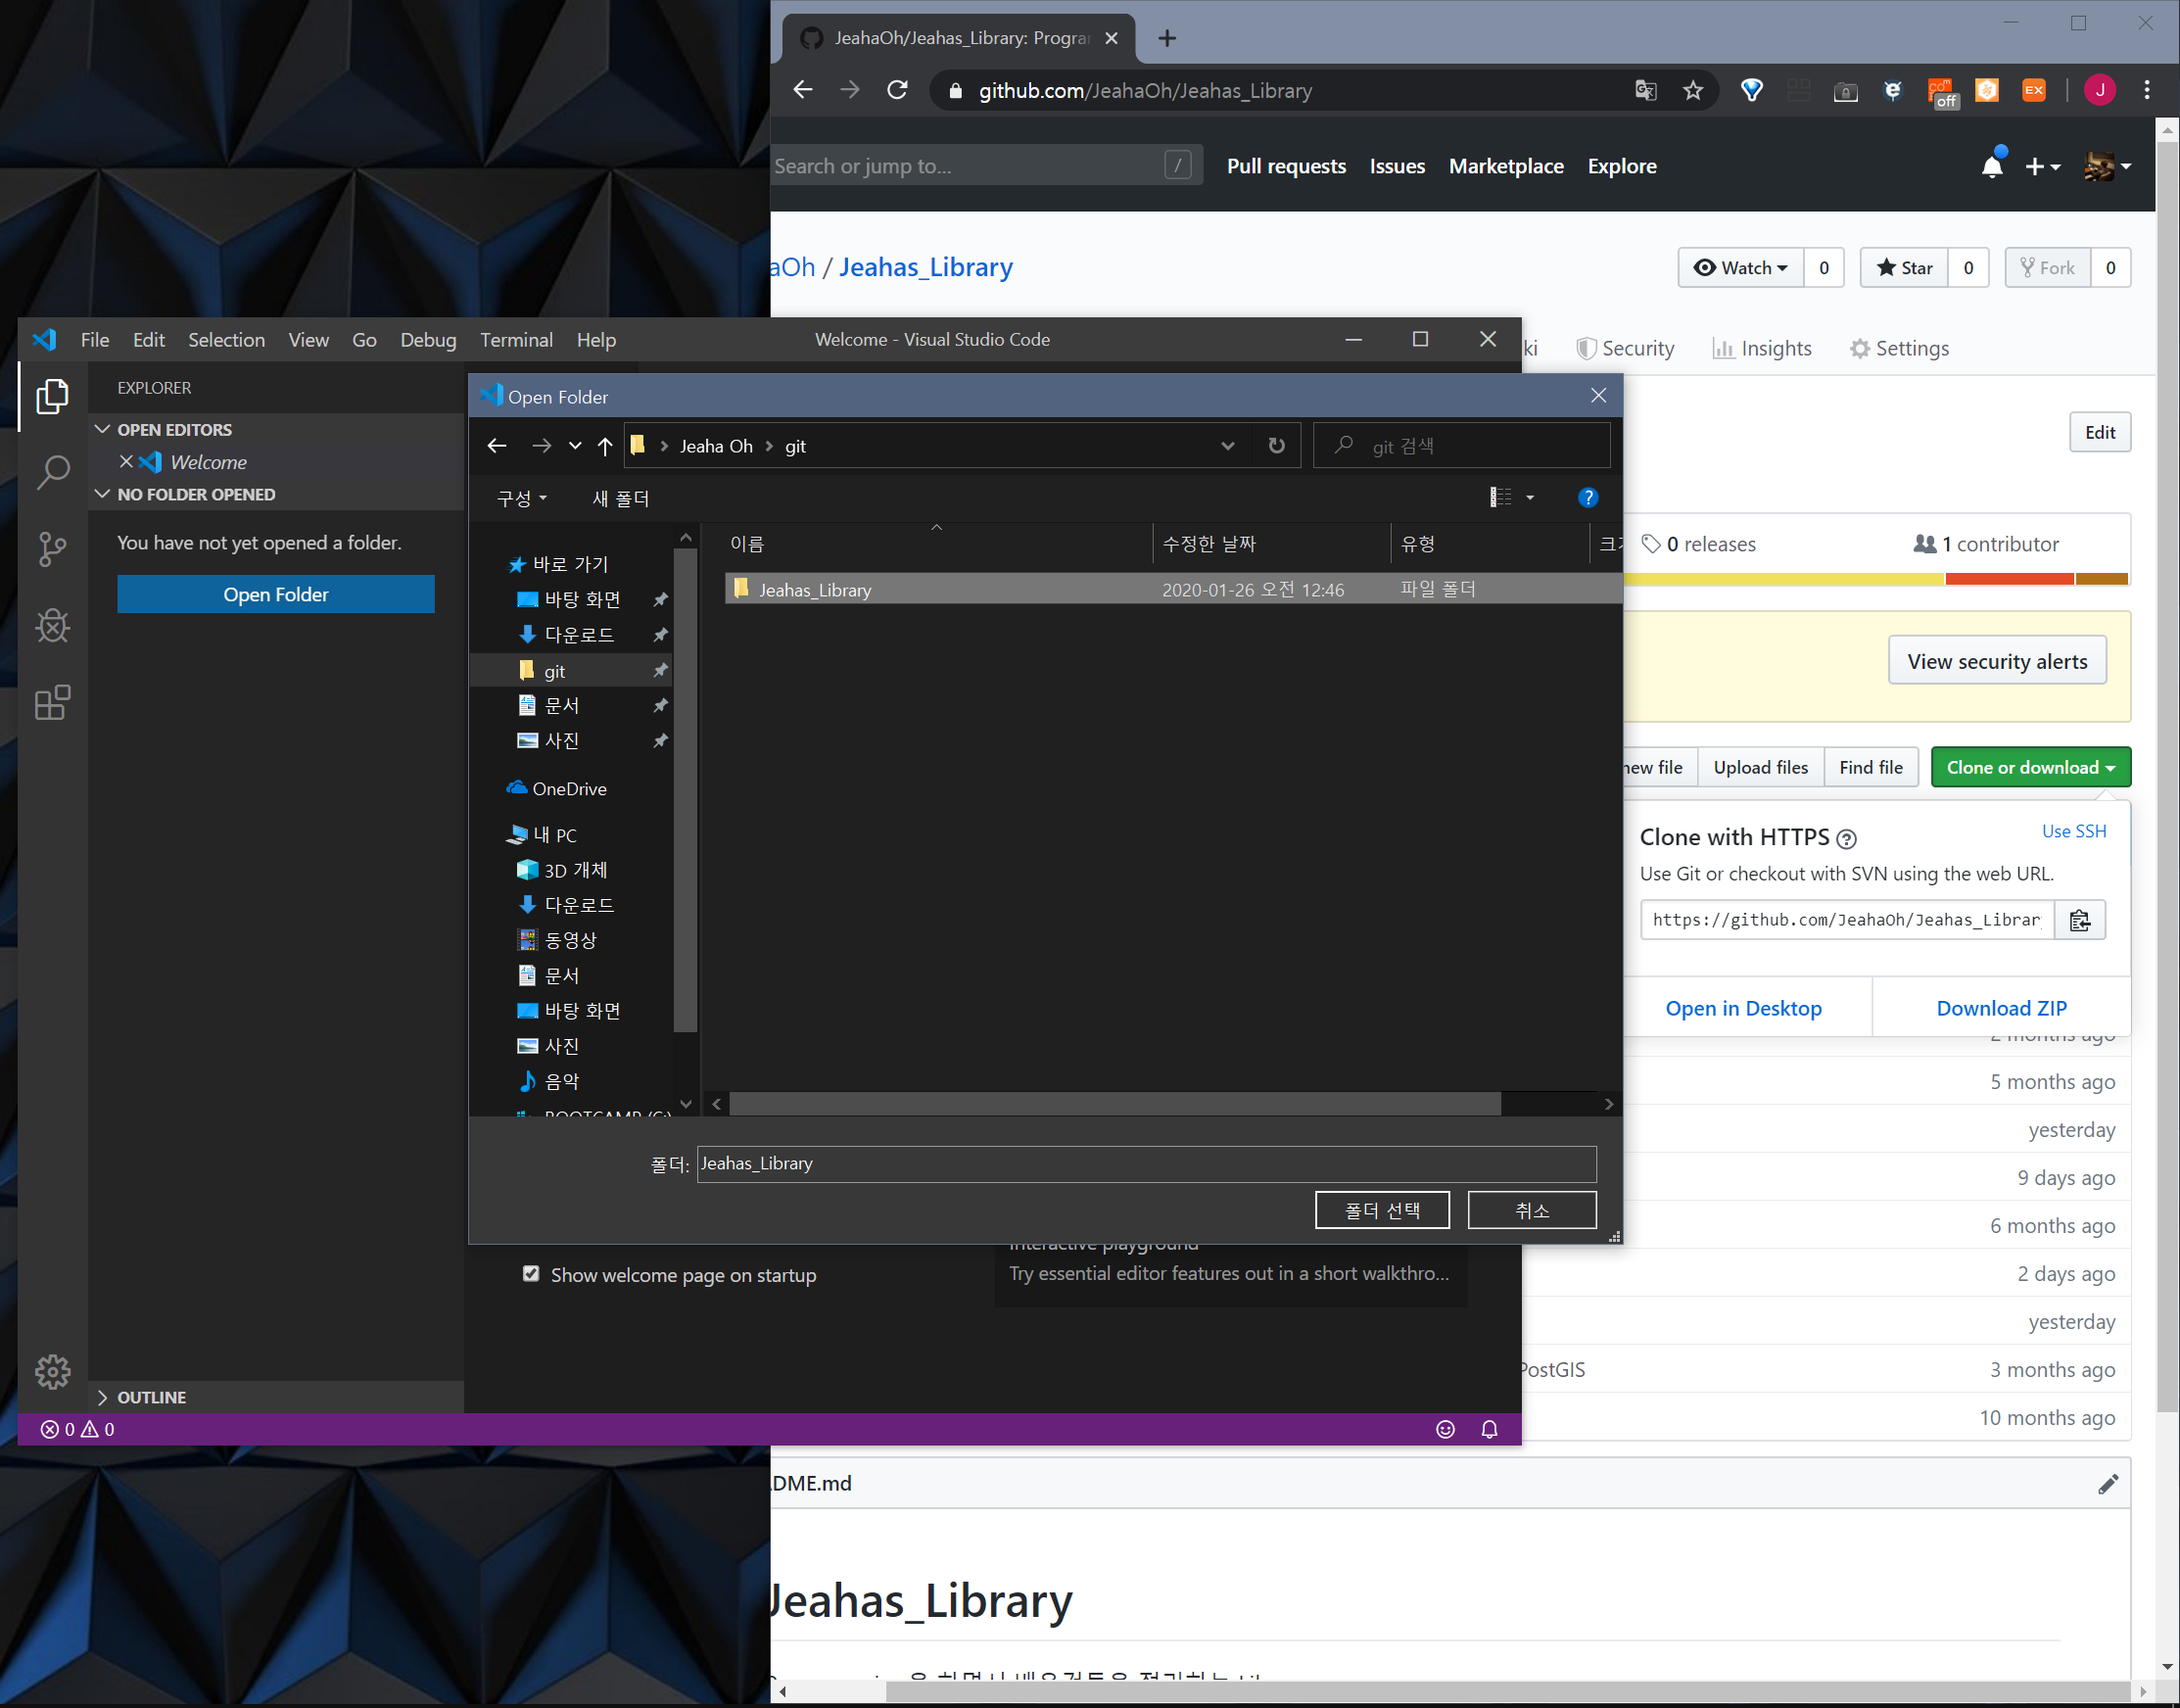 JeahaOh/Jeahas_Library: Progra
github.com/JeahaOh/Jeahas_Library
off
EX
J
Search or jump to...
/
Pull requests
Issues
Marketplace
Explore
aOh / Jeahas_Library
Watch
0
Star
0
Fork
0
ki
Security
Insights
Settings
Edit
0 releases
1 contributor
View security alerts
new file
Upload files
Find file
Clone or download
Clone with HTTPS
Use SSH
Use Git or checkout with SVN using the web URL.
https://github.com/JeahaOh/Jeahas_Librar
Open in Desktop
Download ZIP
2 months ago
5 months ago
yesterday
9 days ago
6 months ago
2 days ago
yesterday
PostGIS
3 months ago
10 months ago
DME.md
Jeahas_Library
File
Edit
Selection
View
Go
Debug
Terminal
Help
Welcome - Visual Studio Code
EXPLORER
OPEN EDITORS
Welcome
NO FOLDER OPENED
You have not yet opened a folder.
Open Folder
OUTLINE
0
0
Open Folder
Jeaha Oh
git
git 검색
구성
새 폴더
?
이름
수정한 날짜
유형
Jeahas_Library
2020-01-26 오전 12:46
파일 폴더
바로 가기
바탕 화면
다운로드
git
문서
사진
OneDrive
내 PC
3D 개체
다운로드
동영상
문서
바탕 화면
사진
음악
BOOTCAMP (C:)
폴더:
Jeahas_Library
폴더 선택
취소
Show welcome page on startup
Interactive playground
Try essential editor features out in a short walkthro...